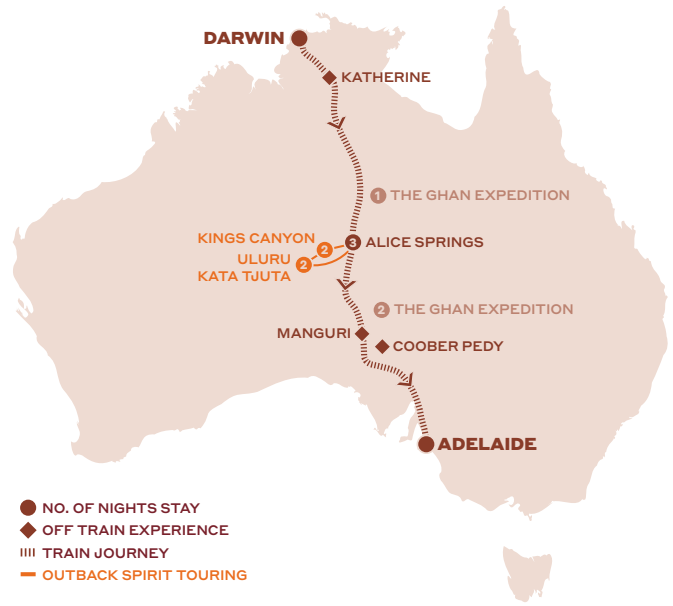 DARWIN
KATHERINE
1 THE GHAN EXPEDITION
KINGS CANYON 2
3 ALICE SPRINGS
ULURU
KATA TJUTA 2
2 THE GHAN EXPEDITION
MANGURI
COOBER PEDY
ADELAIDE
NO. OF NIGHTS STAY
OFF TRAIN EXPERIENCE
TRAIN JOURNEY
OUTBACK SPIRIT TOURING